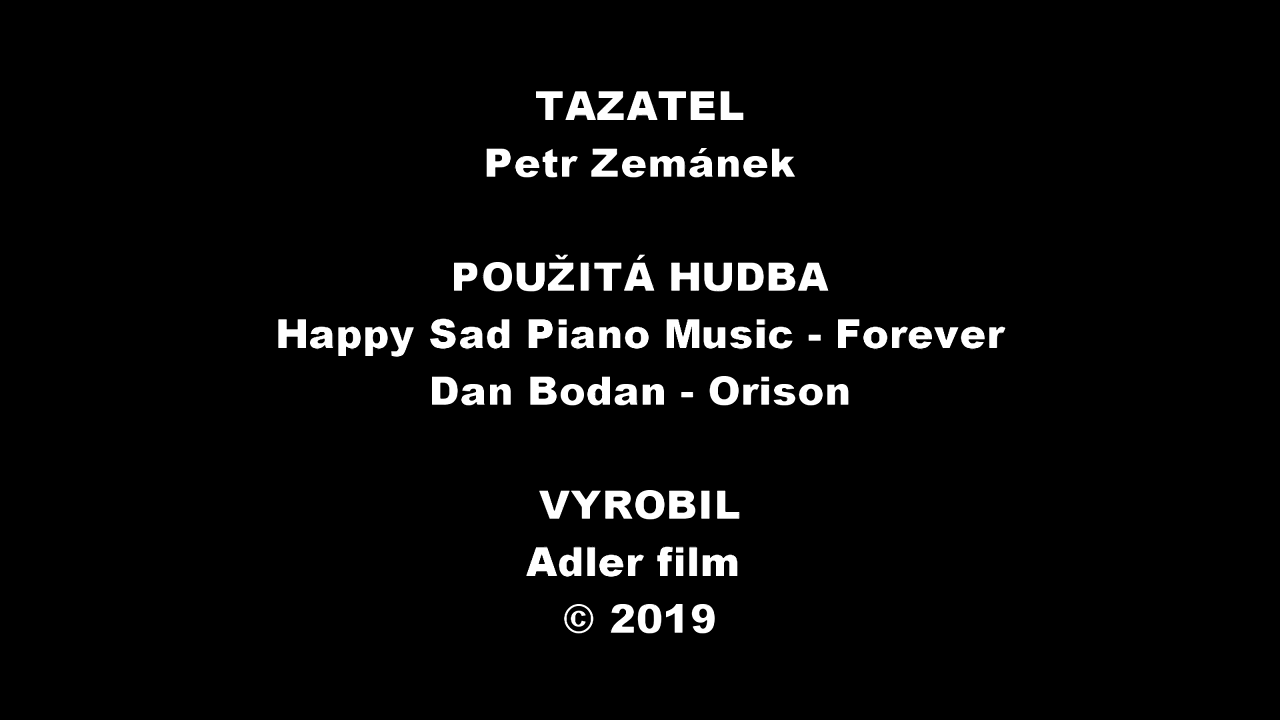 TAZATEL
Petr Zemánek
POUŽITÁ HUDBA
Happy Sad Piano Music - Forever
Dan Bodan - Orison
VYROBIL
Adler film
© 2019